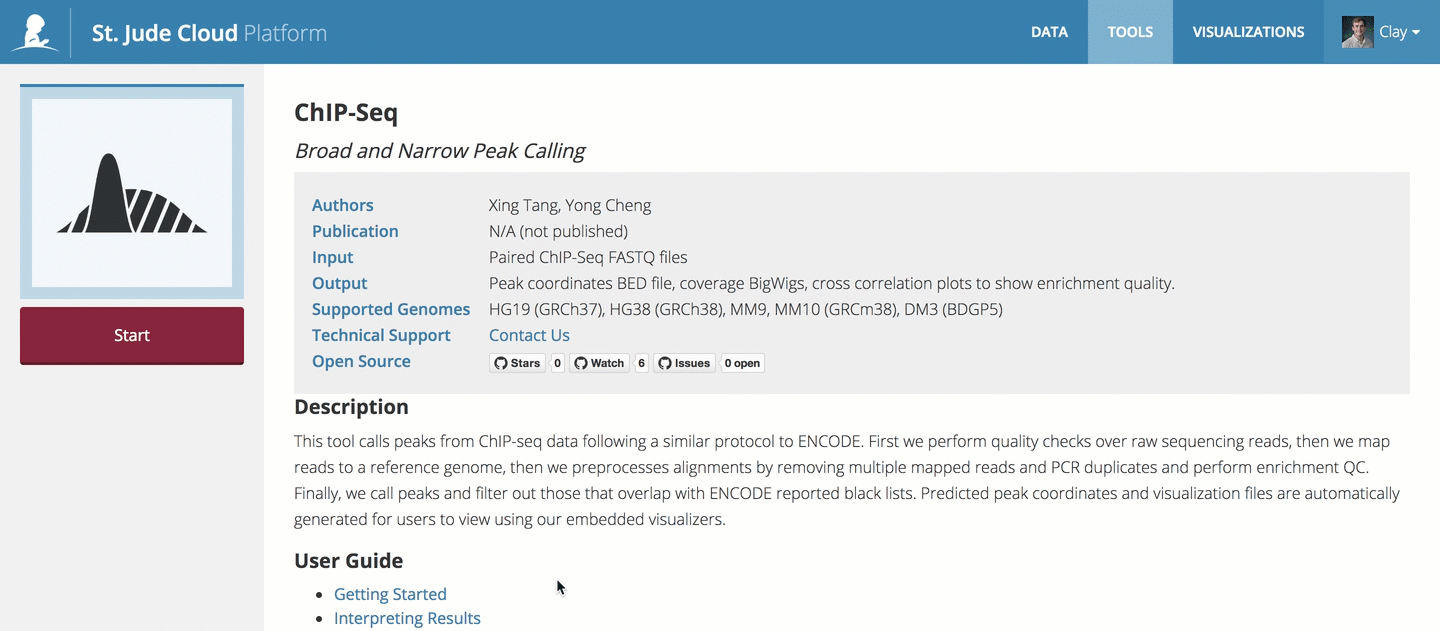 St. Jude Cloud Platform
DATA
TOOLS
VISUALIZATIONS
Clay
Start
ChIP-Seq
Broad and Narrow Peak Calling
Authors Xing Tang, Yong Cheng
Publication N/A (not published)
Input Paired ChIP-Seq FASTQ files
Output Peak coordinates BED file, coverage BigWigs, cross correlation plots to show enrichment quality.
Supported Genomes HG19 (GRCh37), HG38 (GRCh38), MM9, MM10 (GRCm38), DM3 (BDGP5)
Technical Support Contact Us
Open Source Stars 0 Watch 6 Issues 0 open
Description
This tool calls peaks from ChIP-seq data following a similar protocol to ENCODE. First we perform quality checks over raw sequencing reads, then we map
reads to a reference genome, then we preprocesses alignments by removing multiple mapped reads and PCR duplicates and perform enrichment QC.
Finally, we call peaks and filter out those that overlap with ENCODE reported black lists. Predicted peak coordinates and visualization files are automatically
generated for users to view using our embedded visualizers.
User Guide
Getting Started
Interpreting Results